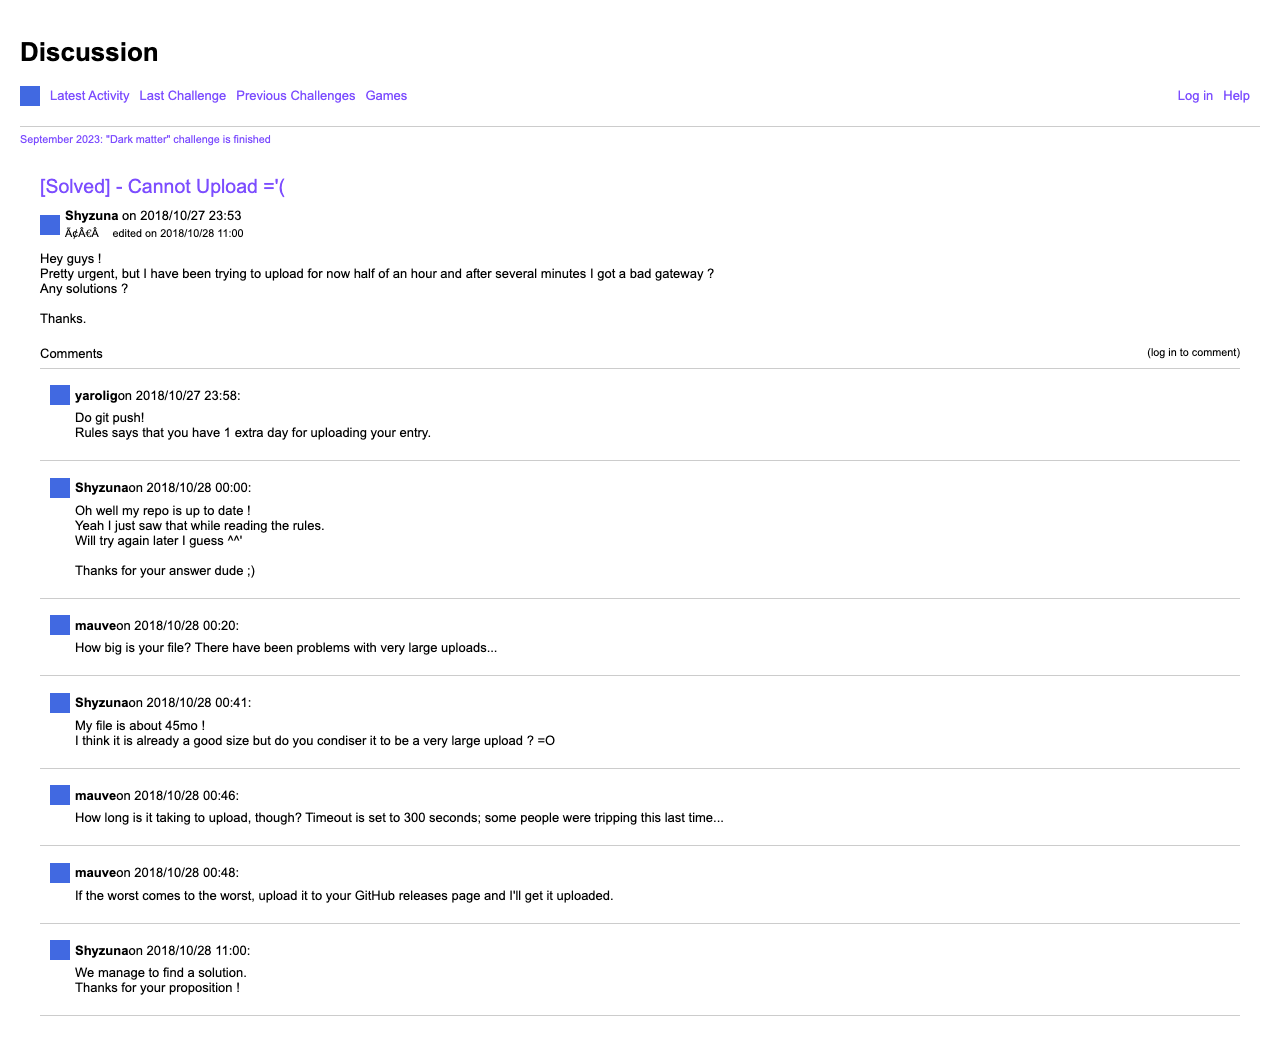 Discussion
Latest Activity Last Challenge Previous Challenges Games Log in Help
September 2023: "Dark matter" challenge is finished
[Solved] - Cannot Upload ='(
Shyzuna on 2018/10/27 23:53
Ã¢Â€Â edited on 2018/10/28 11:00
Hey guys !
Pretty urgent, but I have been trying to upload for now half of an hour and after several minutes I got a bad gateway ?
Any solutions ?
Thanks.
Comments (log in to comment)
yaroligon 2018/10/27 23:58:
Do git push!
Rules says that you have 1 extra day for uploading your entry.
Shyzunaon 2018/10/28 00:00:
Oh well my repo is up to date !
Yeah I just saw that while reading the rules.
Will try again later I guess ^^'
Thanks for your answer dude ;)
mauveon 2018/10/28 00:20:
How big is your file? There have been problems with very large uploads...
Shyzunaon 2018/10/28 00:41:
My file is about 45mo !
I think it is already a good size but do you condiser it to be a very large upload ? =O
mauveon 2018/10/28 00:46:
How long is it taking to upload, though? Timeout is set to 300 seconds; some people were tripping this last time...
mauveon 2018/10/28 00:48:
If the worst comes to the worst, upload it to your GitHub releases page and I'll get it uploaded.
Shyzunaon 2018/10/28 11:00:
We manage to find a solution.
Thanks for your proposition !